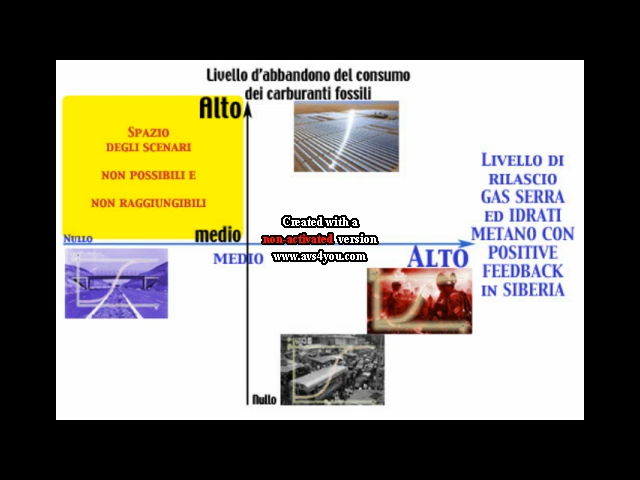 Livello d'abbandono del consumo
dei carburanti fossili
Alto
Spazio
degli scenari
non possibili e
non raggiungibili
Nullo
medio
medio
Alto
Livello di
rilascio
gas serra
ed idrati
metano con
positive
feedback
in Siberia
Created with a
non-activated version
www.avs4you.com
Nullo